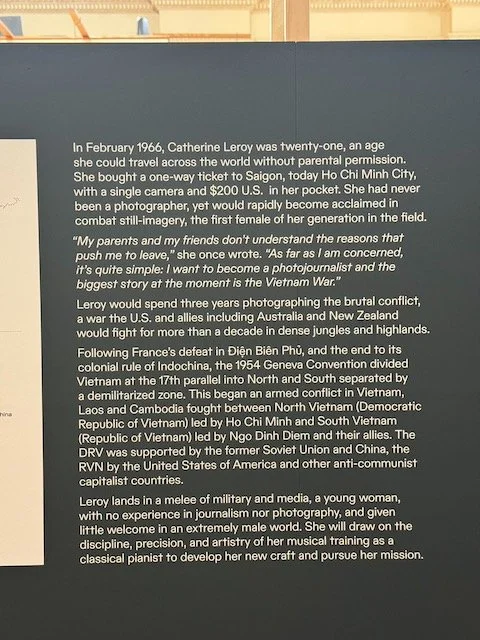 In February 1966, Catherine Leroy was twenty-one, an age
she could travel across the world without parental permission.
She bought a one-way ticket to Saigon, today Ho Chi Minh City,
with a single camera and $200 U.S. in her pocket. She had never
been a photographer, yet would rapidly become acclaimed in
combat still-imagery, the first female of her generation in the field.
“My parents and my friends don’t understand the reasons that
push me to leave,” she once wrote. “As far as I am concerned,
it’s quite simple: I want to become a photojournalist and the
biggest story at the moment is the Vietnam War.”
Leroy would spend three years photographing the brutal conflict,
a war the U.S. and allies including Australia and New Zealand
would fight for more than a decade in dense jungles and highlands.
Following France’s defeat in Điện Biên Phủ, and the end to its
colonial rule of Indochina, the 1954 Geneva Convention divided
Vietnam at the 17th parallel into North and South separated by
a demilitarized zone. This began an armed conflict in Vietnam,
Laos and Cambodia fought between North Vietnam (Democratic
Republic of Vietnam) led by Ho Chi Minh and South Vietnam
(Republic of Vietnam) led by Ngo Dinh Diem and their allies. The
DRV was supported by the former Soviet Union and China, the
RVN by the United States of America and other anti-communist
capitalist countries.
Leroy lands in a melee of military and media, a young woman,
with no experience in journalism nor photography, and given
little welcome in an extremely male world. She will draw on the
discipline, precision, and artistry of her musical training as a
classical pianist to develop her new craft and pursue her mission.